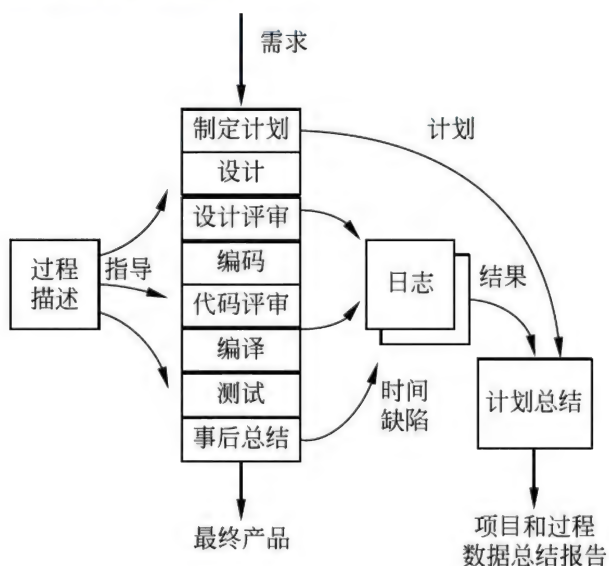 需求
制定计划
计划
设计
设计评审
编码
代码评审
编译
测试
事后总结
过程
描述
指导
日志
结果
时间
缺陷
计划总结
最终产品
项目和过程
数据总结报告